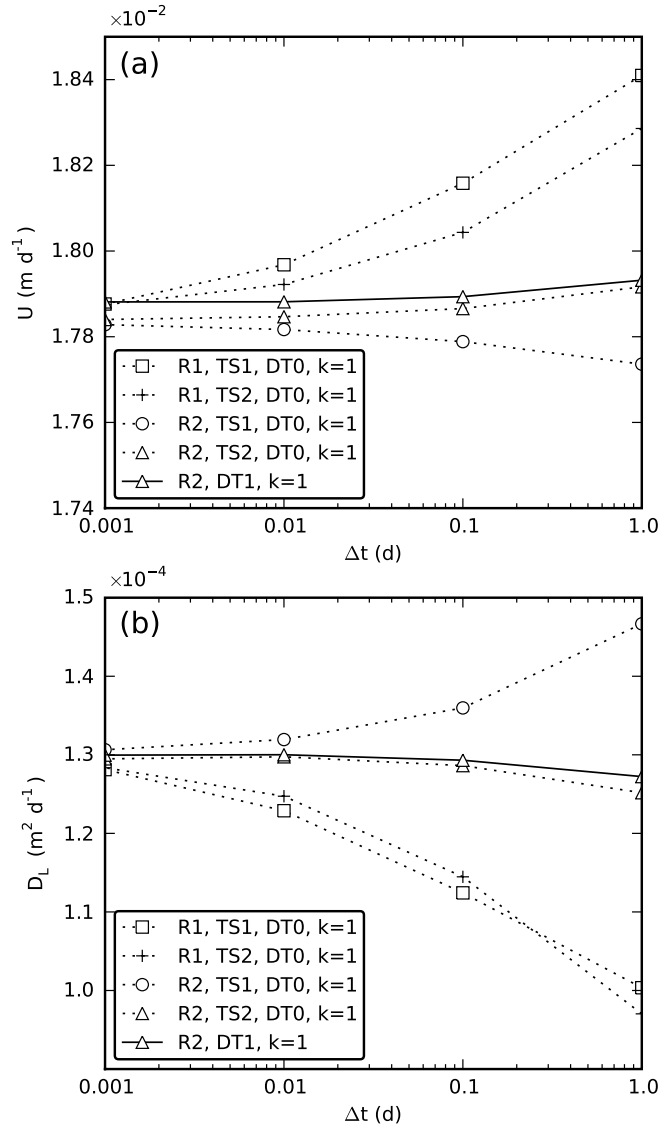 ×10⁻²
(a)
1.84
1.82
1.80
1.78
1.76
1.74
U (m d⁻¹ )
R1, TS1, DT0, k=1
R1, TS2, DT0, k=1
R2, TS1, DT0, k=1
R2, TS2, DT0, k=1
R2, DT1, k=1
0.001
0.01
0.1
1.0
Δt (d)
×10⁻⁴
(b)
1.5
1.4
1.3
1.2
1.1
1.0
D_L (m² d⁻¹)
R1, TS1, DT0, k=1
R1, TS2, DT0, k=1
R2, TS1, DT0, k=1
R2, TS2, DT0, k=1
R2, DT1, k=1
0.001
0.01
0.1
1.0
Δt (d)